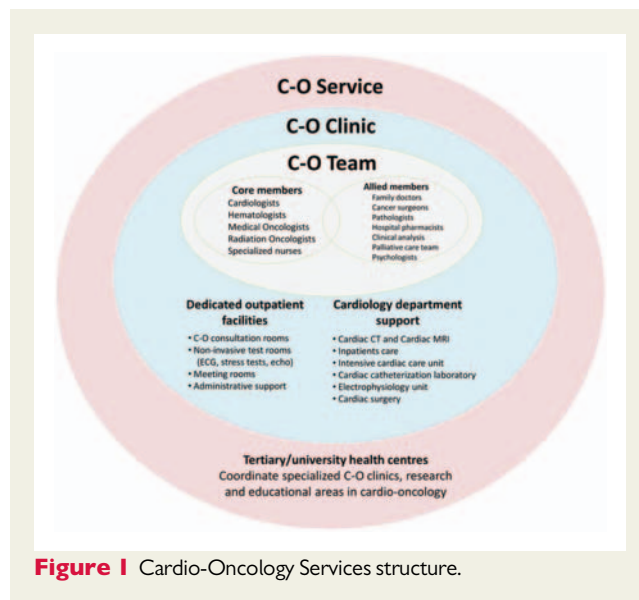 C-O Service
C-O Clinic
C-O Team
Core members
Cardiologists
Hematologists
Medical Oncologists
Radiation Oncologists
Specialized nurses
Allied members
Family doctors
Cancer surgeons
Pathologists
Hospital pharmacists
Clinical analysis
Palliative care team
Psychologists
Dedicated outpatient
facilities
• C-O consultation rooms
• Non-invasive test rooms
(ECG, stress tests, echo)
• Meeting rooms
• Administrative support
Cardiology department
support
• Cardiac CT and Cardiac MRI
• Inpatients care
• Intensive cardiac care unit
• Cardiac catheterization laboratory
• Electrophysiology unit
• Cardiac surgery
Tertiary/university health centres
Coordinate specialized C-O clinics, research
and educational areas in cardio-oncology
Figure 1 Cardio-Oncology Services structure.